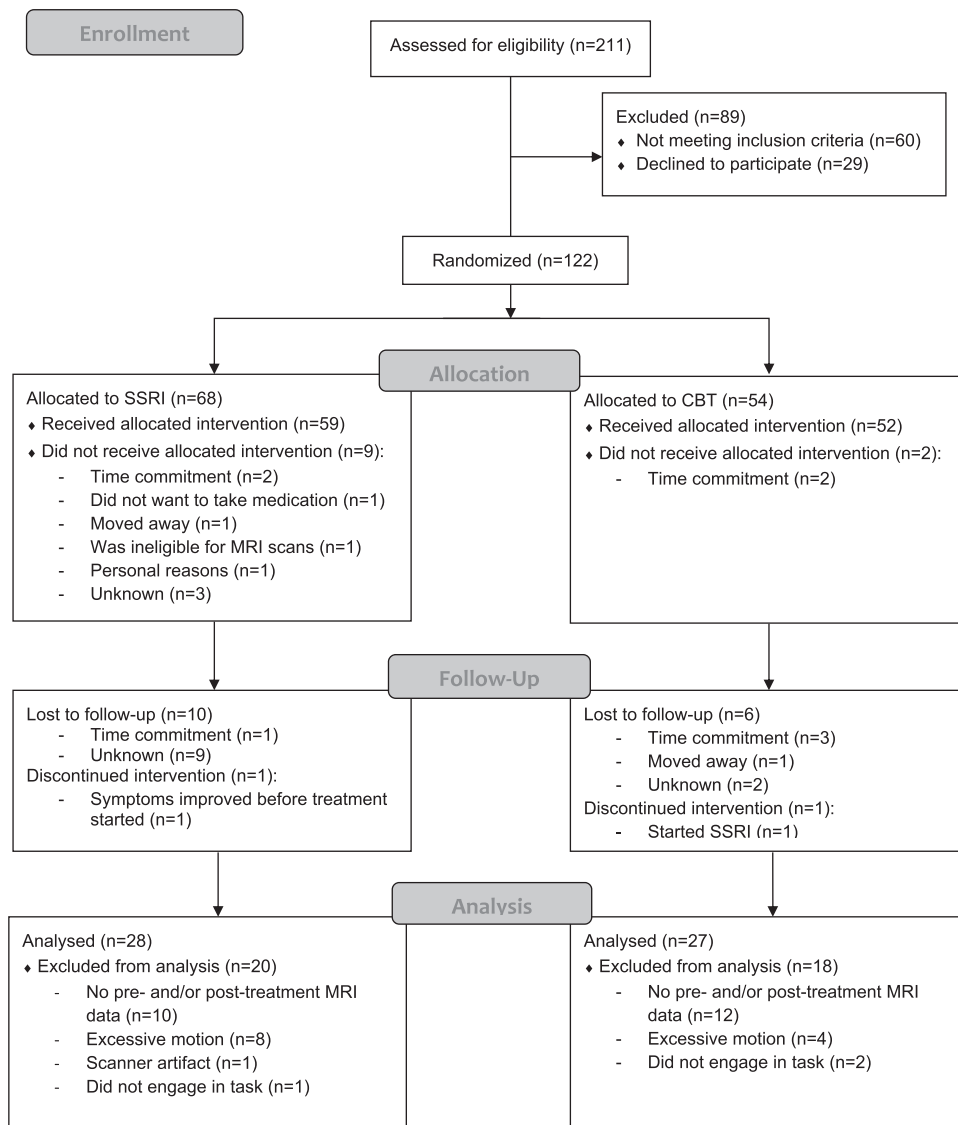 Enrollment
Assessed for eligibility (n=211)
Excluded (n=89)
♦ Not meeting inclusion criteria (n=60)
♦ Declined to participate (n=29)
Randomized (n=122)
Allocation
Allocated to SSRI (n=68)
♦ Received allocated intervention (n=59)
♦ Did not receive allocated intervention (n=9):
- Time commitment (n=2)
- Did not want to take medication (n=1)
- Moved away (n=1)
- Was ineligible for MRI scans (n=1)
- Personal reasons (n=1)
- Unknown (n=3)
Allocated to CBT (n=54)
♦ Received allocated intervention (n=52)
♦ Did not receive allocated intervention (n=2):
- Time commitment (n=2)
Follow-Up
Lost to follow-up (n=10)
- Time commitment (n=1)
- Unknown (n=9)
Discontinued intervention (n=1):
- Symptoms improved before treatment
started (n=1)
Lost to follow-up (n=6)
- Time commitment (n=3)
- Moved away (n=1)
- Unknown (n=2)
Discontinued intervention (n=1):
- Started SSRI (n=1)
Analysis
Analysed (n=28)
♦ Excluded from analysis (n=20)
- No pre- and/or post-treatment MRI
data (n=10)
- Excessive motion (n=8)
- Scanner artifact (n=1)
- Did not engage in task (n=1)
Analysed (n=27)
♦ Excluded from analysis (n=18)
- No pre- and/or post-treatment MRI
data (n=12)
- Excessive motion (n=4)
- Did not engage in task (n=2)